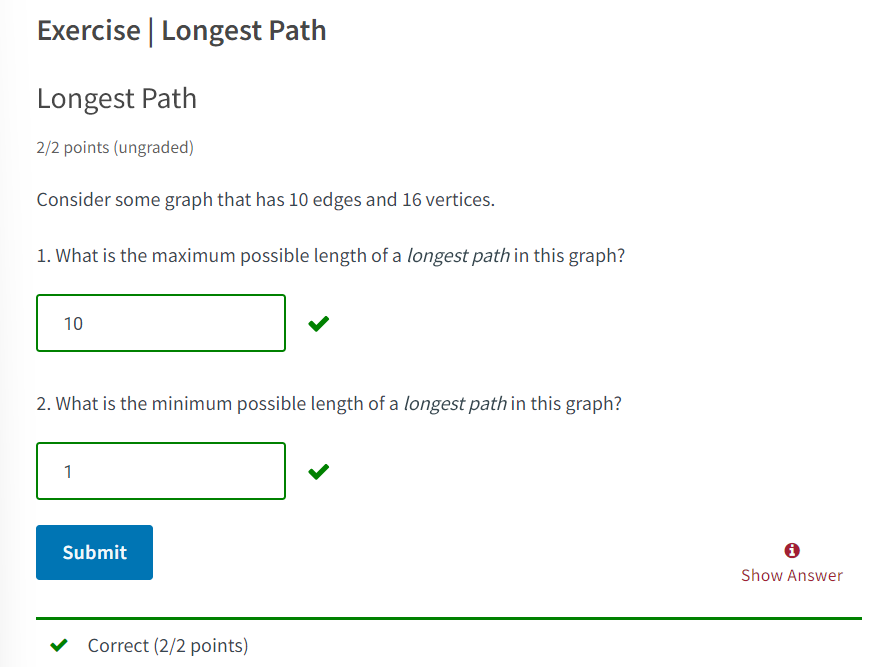 Exercise | Longest Path
Longest Path
2/2 points (ungraded)
Consider some graph that has 10 edges and 16 vertices.
1. What is the maximum possible length of a longest path in this graph?
10
2. What is the minimum possible length of a longest path in this graph?
1
Submit
Show Answer
Correct (2/2 points)